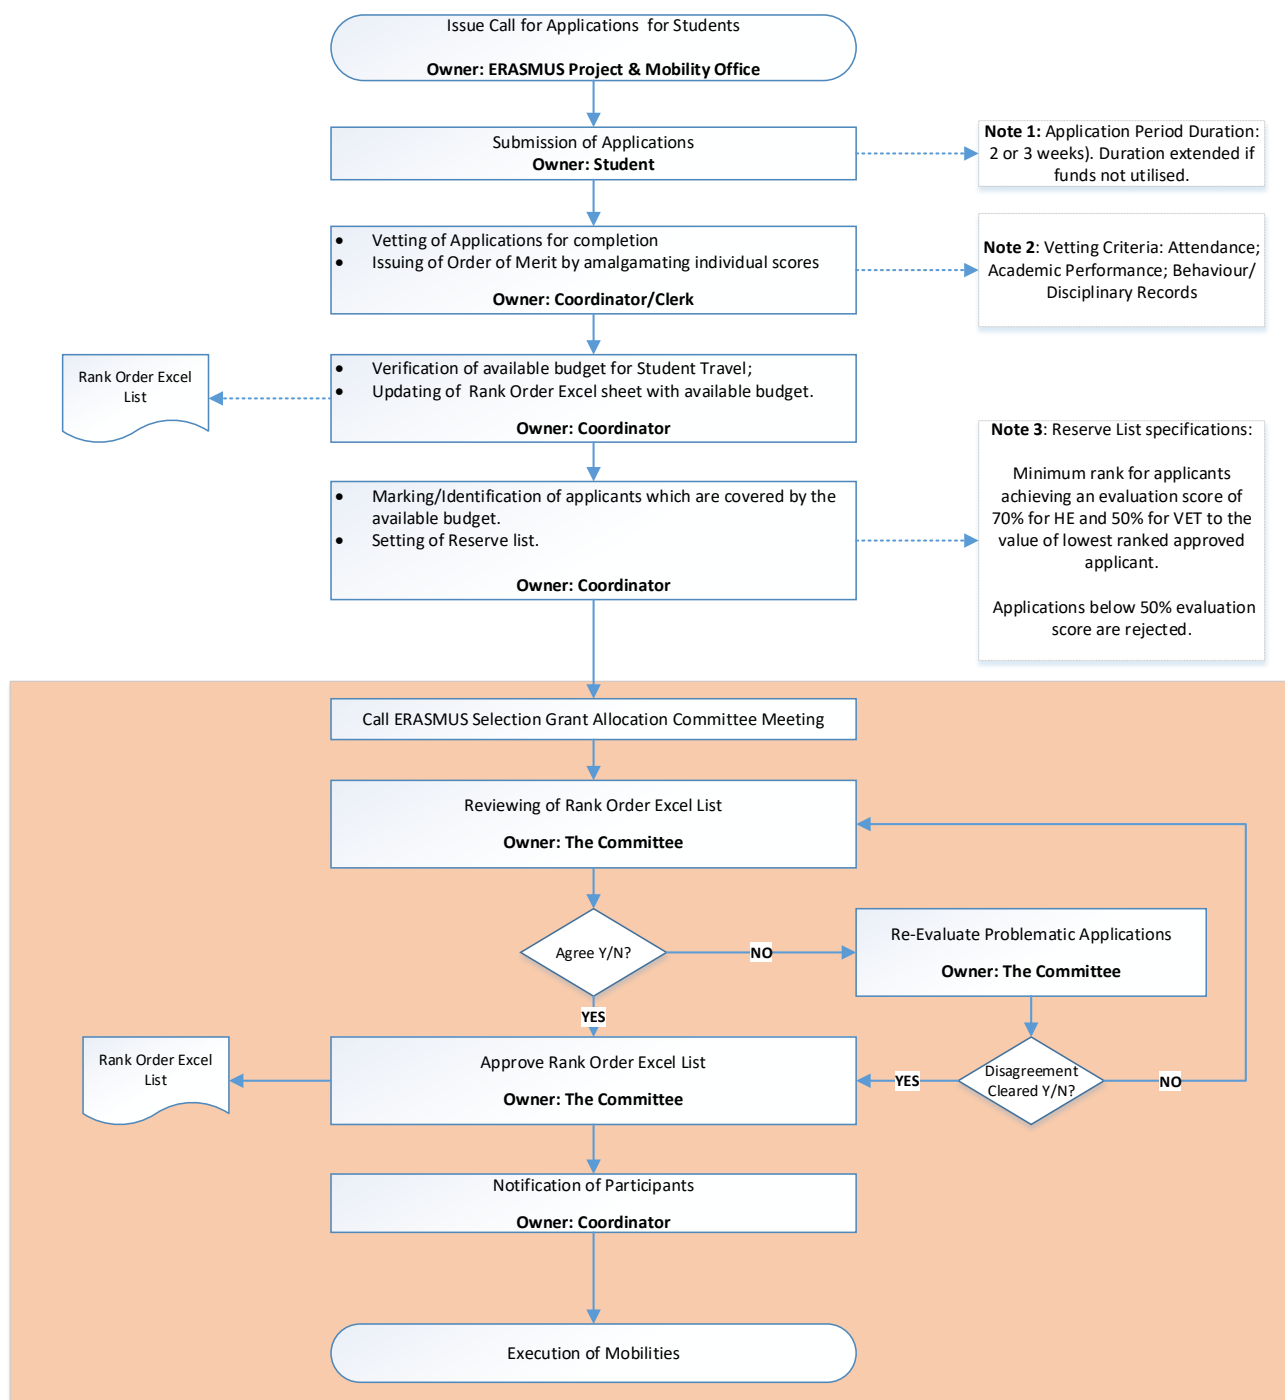 Issue Call for Applications  for Students
Owner: ERASMUS Project & Mobility Office
Submission of Applications
Owner: Student
Note 1: Application Period Duration:
2 or 3 weeks). Duration extended if
funds not utilised.
• Vetting of Applications for completion
• Issuing of Order of Merit by amalgamating individual scores
Owner: Coordinator/Clerk
Note 2: Vetting Criteria: Attendance;
Academic Performance; Behaviour/
Disciplinary Records
Rank Order Excel
List
• Verification of available budget for Student Travel;
• Updating of  Rank Order Excel sheet with available budget.
Owner: Coordinator
• Marking/Identification of applicants which are covered by the
available budget.
• Setting of Reserve list.
Owner: Coordinator
Note 3: Reserve List specifications:
Minimum rank for applicants
achieving an evaluation score of
70% for HE and 50% for VET to the
value of lowest ranked approved
applicant.
Applications below 50% evaluation
score are rejected.
Call ERASMUS Selection Grant Allocation Committee Meeting
Reviewing of Rank Order Excel List
Owner: The Committee
Agree Y/N?
NO
Re-Evaluate Problematic Applications
Owner: The Committee
YES
Rank Order Excel
List
Approve Rank Order Excel List
Owner: The Committee
YES
Disagreement
Cleared Y/N?
NO
Notification of Participants
Owner: Coordinator
Execution of Mobilities